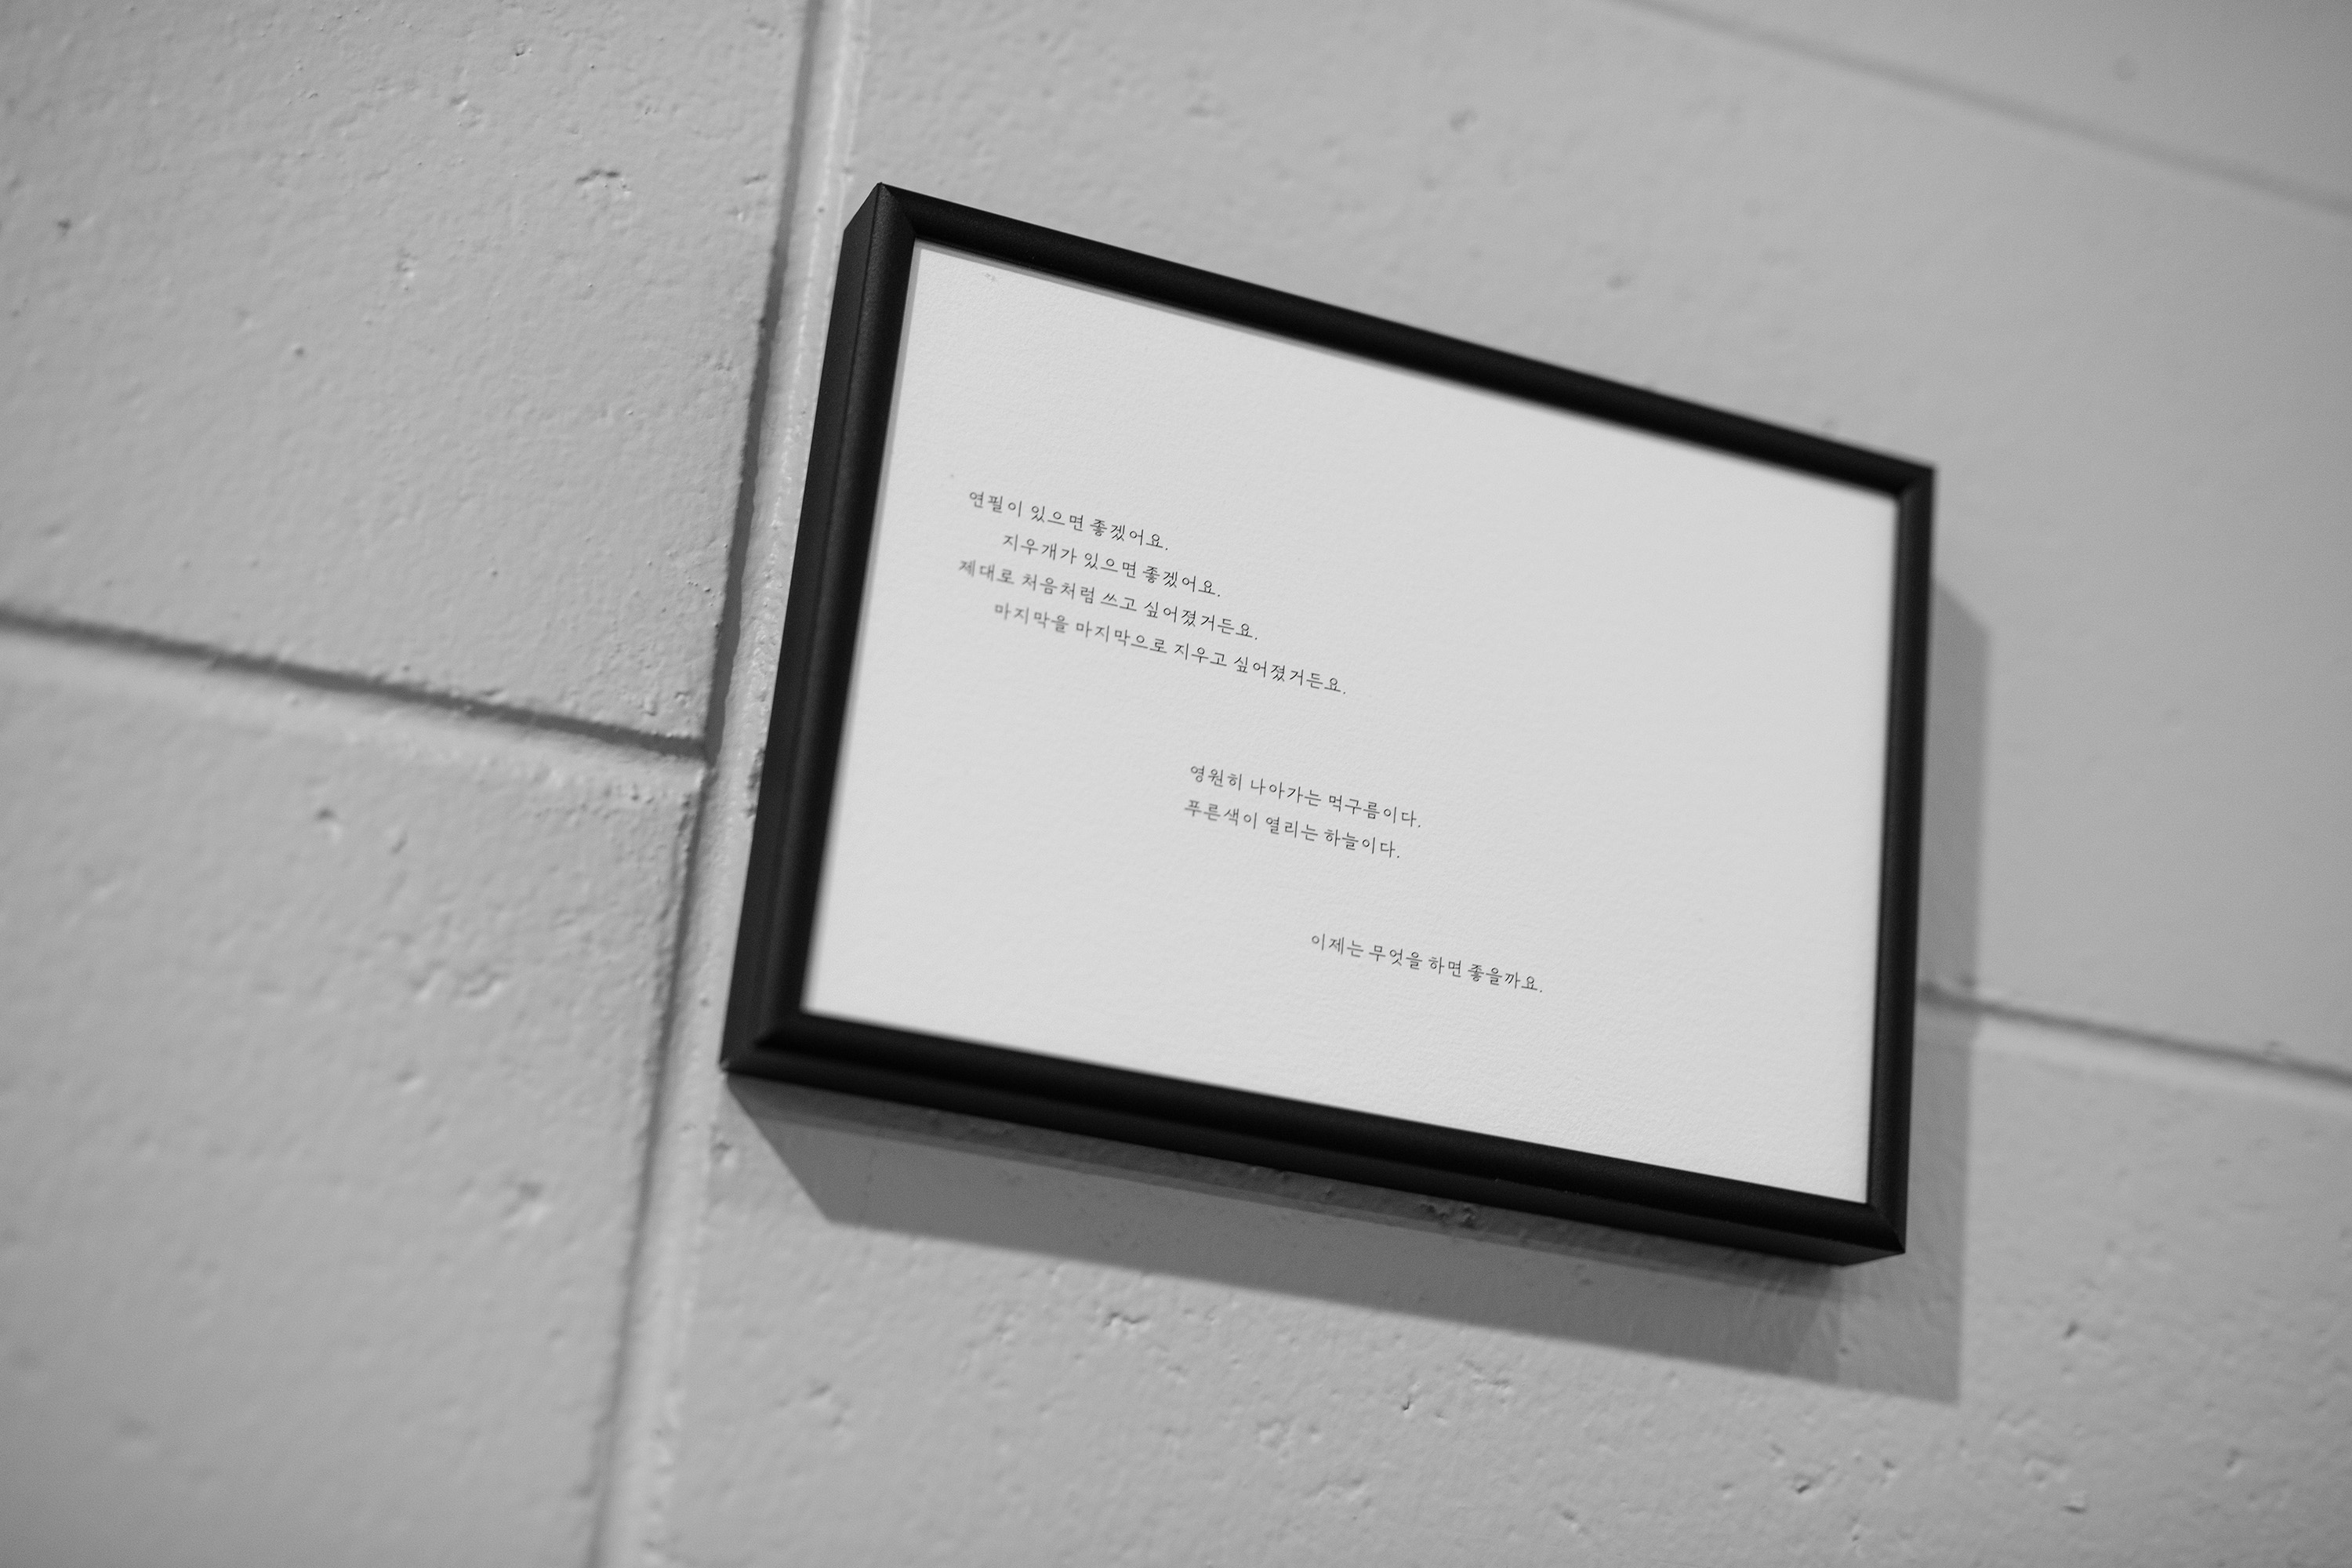 연필이 있으면 좋겠어요.
지우개가 있으면 좋겠어요.
제대로 처음처럼 쓰고 싶어졌거든요.
마지막을 마지막으로 지우고 싶어졌거든요.
영원히 나아가는 먹구름이다.
푸른색이 열리는 하늘이다.
이제는 무엇을 하면 좋을까요.